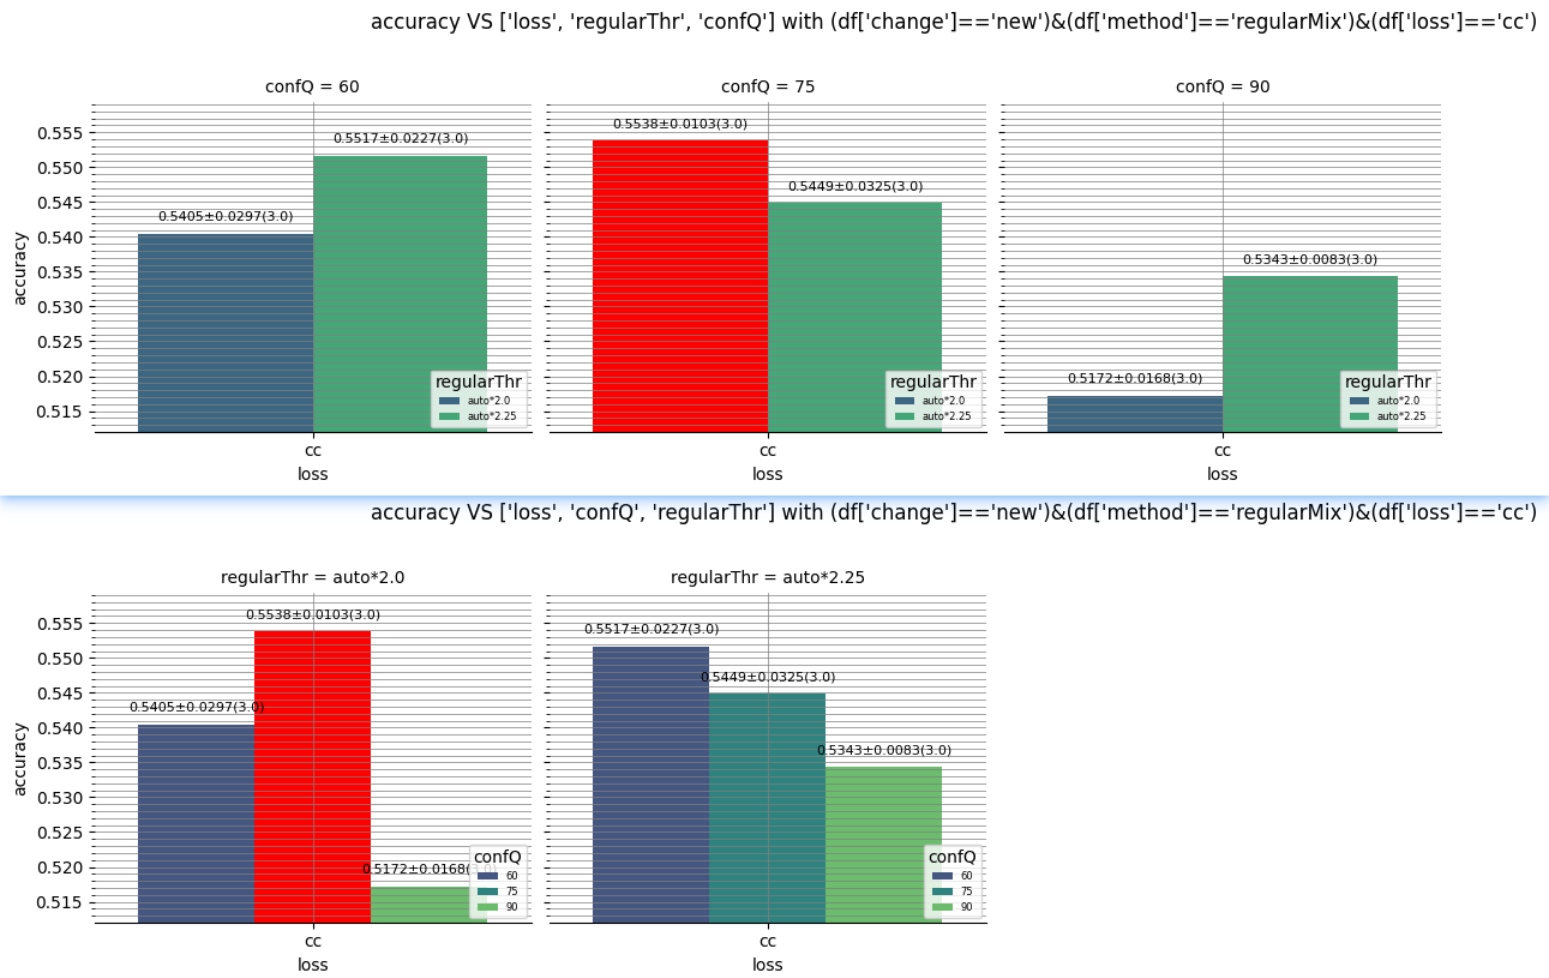 accuracy VS ['loss', 'regularThr', 'confQ'] with (df['change']=='new')&(df['method']=='regularMix')&(df['loss']=='cc')
confQ = 60
confQ = 75
confQ = 90
accuracy
0.555
0.550
0.545
0.540
0.535
0.530
0.525
0.520
0.515
0.5405±0.0297(3.0)
0.5517±0.0227(3.0)
regularThr
auto*2.0
auto*2.25
cc
loss
0.5538±0.0103(3.0)
0.5449±0.0325(3.0)
regularThr
auto*2.0
auto*2.25
cc
loss
0.5172±0.0168(3.0)
0.5343±0.0083(3.0)
regularThr
auto*2.0
auto*2.25
cc
loss
accuracy VS ['loss', 'confQ', 'regularThr'] with (df['change']=='new')&(df['method']=='regularMix')&(df['loss']=='cc')
regularThr = auto*2.0
regularThr = auto*2.25
accuracy
0.555
0.550
0.545
0.540
0.535
0.530
0.525
0.520
0.515
0.5405±0.0297(3.0)
0.5538±0.0103(3.0)
0.5172±0.0168(3.0)
confQ
60
75
90
cc
loss
0.5517±0.0227(3.0)
0.5449±0.0325(3.0)
0.5343±0.0083(3.0)
confQ
60
75
90
cc
loss